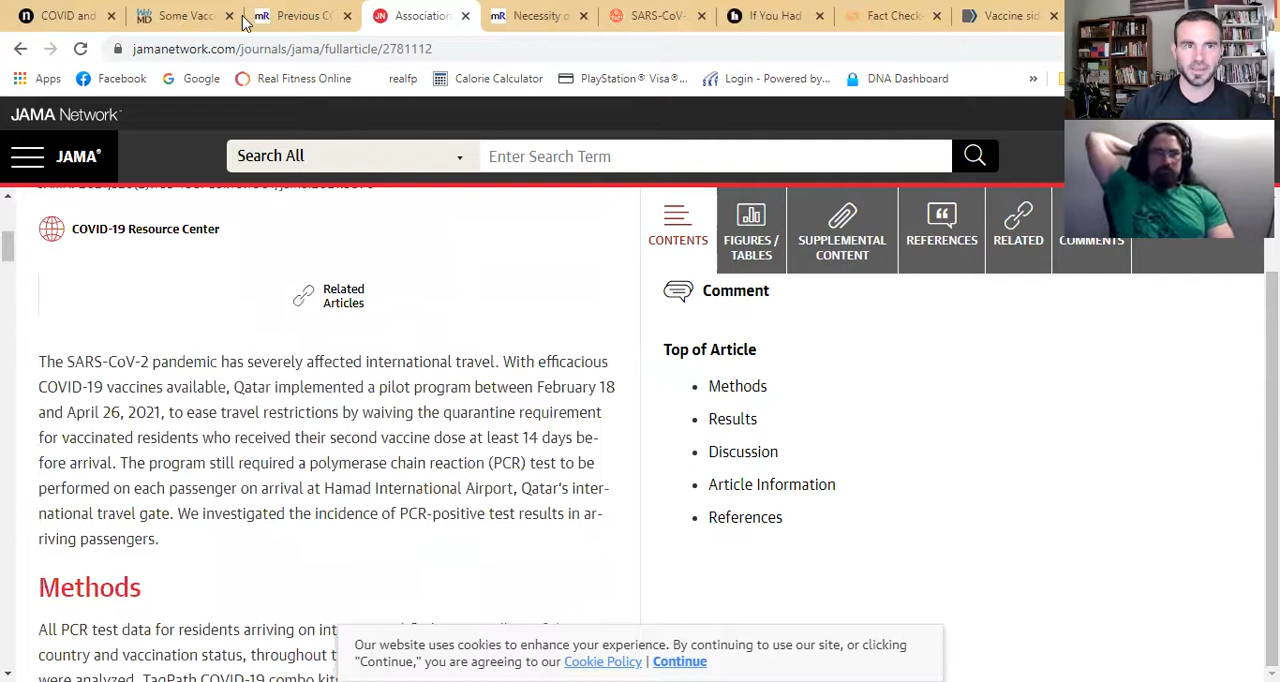 COVID and
Some Vacc
Previous C
Association
Necessity o
SARS-CoV-
If You Had
Fact Check
Vaccine sid
jamanetwork.com/journals/jama/fullarticle/2781112
Apps
Facebook
Google
Real Fitness Online
realfp
Calorie Calculator
PlayStation® Visa®...
Login - Powered by...
DNA Dashboard
»
JAMA Network
JAMA®
Search All
Enter Search Term
COVID-19 Resource Center
CONTENTS
FIGURES /
TABLES
SUPPLEMENTAL
CONTENT
REFERENCES
RELATED
COMMENTS
Related
Articles
Comment
Top of Article
• Methods
• Results
• Discussion
• Article Information
• References
The SARS-CoV-2 pandemic has severely affected international travel. With efficacious
COVID-19 vaccines available, Qatar implemented a pilot program between February 18
and April 26, 2021, to ease travel restrictions by waiving the quarantine requirement
for vaccinated residents who received their second vaccine dose at least 14 days be-
fore arrival. The program still required a polymerase chain reaction (PCR) test to be
performed on each passenger on arrival at Hamad International Airport, Qatar's inter-
national travel gate. We investigated the incidence of PCR-positive test results in ar-
riving passengers.
Methods
All PCR test data for residents arriving on int
country and vaccination status, throughout t
were analyzed. TaqPath COVID-19 combo kit
Our website uses cookies to enhance your experience. By continuing to use our site, or clicking
"Continue," you are agreeing to our Cookie Policy | Continue